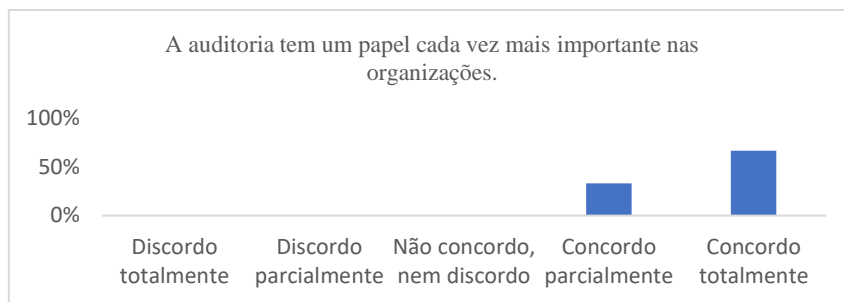 A auditoria tem um papel cada vez mais importante nas
organizações.
100%
50%
0%
Discordo
totalmente
Discordo
parcialmente
Não concordo,
nem discordo
Concordo
parcialmente
Concordo
totalmente